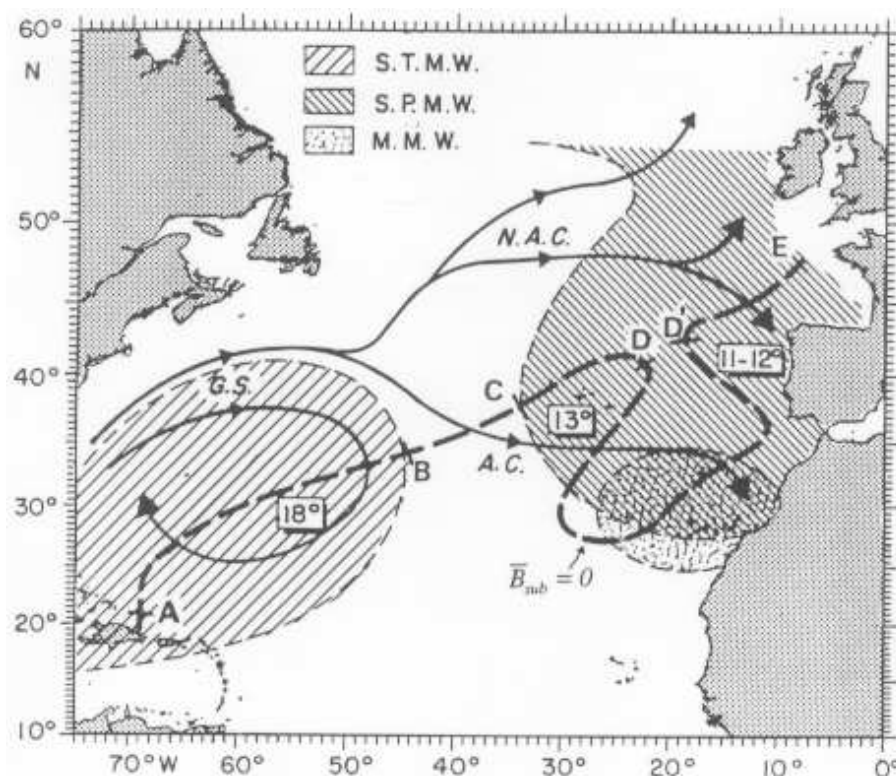 60°
N
50°
40°
30°
20°
10°
S.T.M.W.
S.P.M.W.
M.M.W.
N.A.C.
E
D
D'
11-12°
G.S.
C
13°
B
A.C.
18°
A
B̅sub = 0
70°W
60°
50°
40°
30°
20°
10°
0°